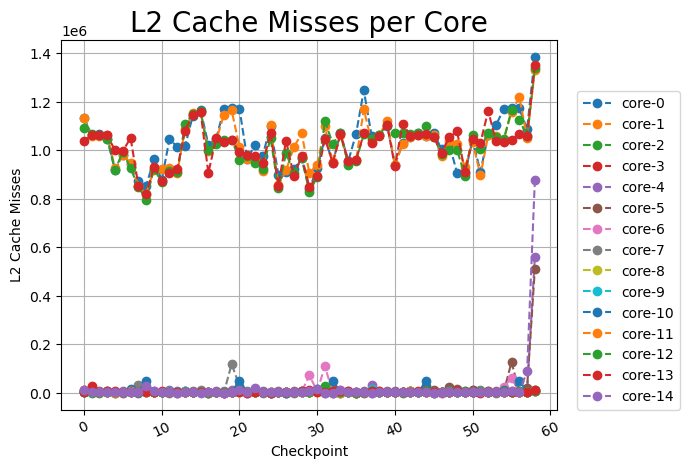 L2 Cache Misses per Core
1e6
1.4
1.2
1.0
0.8
0.6
0.4
0.2
0.0
L2 Cache Misses
0
10
20
30
40
50
60
Checkpoint
core-0
core-1
core-2
core-3
core-4
core-5
core-6
core-7
core-8
core-9
core-10
core-11
core-12
core-13
core-14